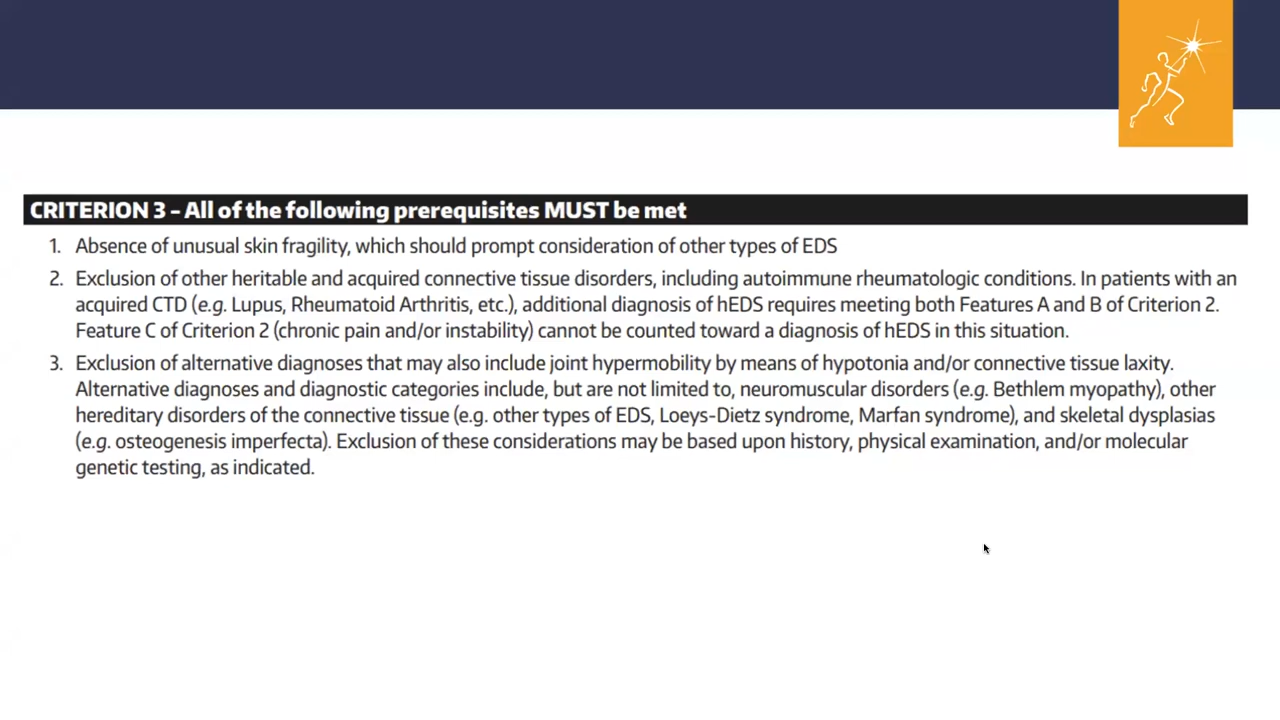 CRITERION 3 – All of the following prerequisites MUST be met
1. Absence of unusual skin fragility, which should prompt consideration of other types of EDS
2. Exclusion of other heritable and acquired connective tissue disorders, including autoimmune rheumatologic conditions. In patients with an
acquired CTD (e.g. Lupus, Rheumatoid Arthritis, etc.), additional diagnosis of hEDS requires meeting both Features A and B of Criterion 2.
Feature C of Criterion 2 (chronic pain and/or instability) cannot be counted toward a diagnosis of hEDS in this situation.
3. Exclusion of alternative diagnoses that may also include joint hypermobility by means of hypotonia and/or connective tissue laxity.
Alternative diagnoses and diagnostic categories include, but are not limited to, neuromuscular disorders (e.g. Bethlem myopathy), other
hereditary disorders of the connective tissue (e.g. other types of EDS, Loeys-Dietz syndrome, Marfan syndrome), and skeletal dysplasias
(e.g. osteogenesis imperfecta). Exclusion of these considerations may be based upon history, physical examination, and/or molecular
genetic testing, as indicated.